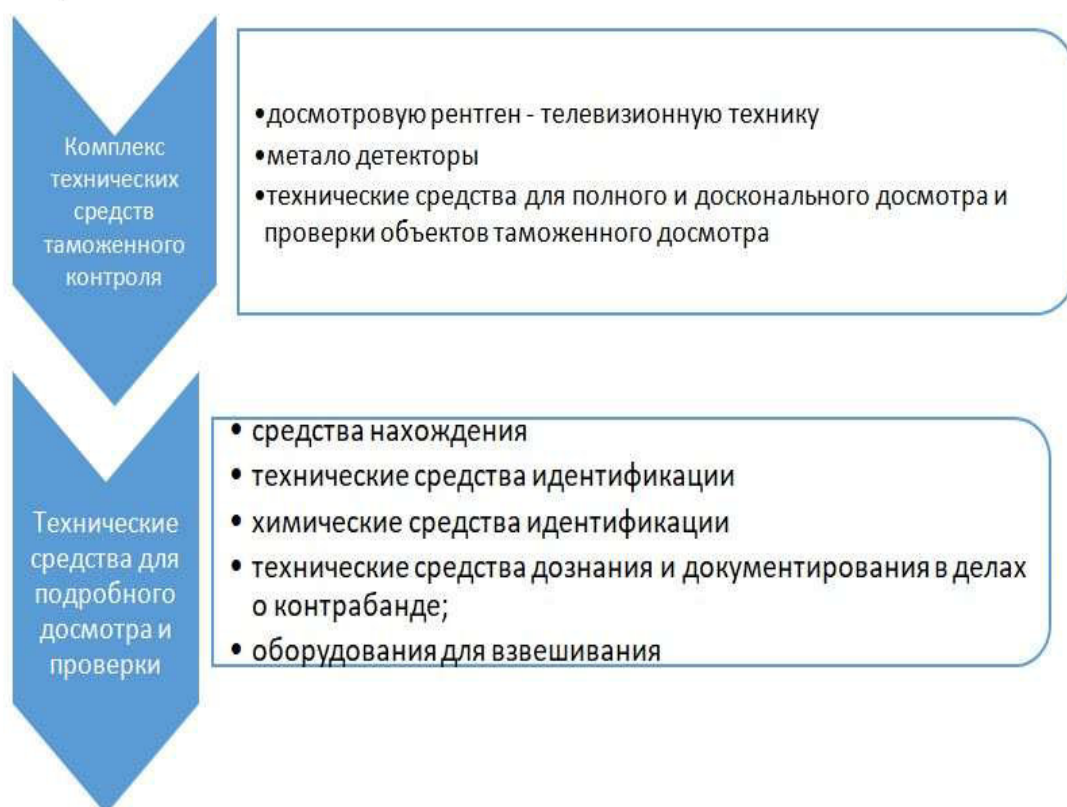 Комплекс
технических
средств
таможенного
контроля
•досмотровую рентген - телевизионную технику
•метало детекторы
•технические средства для полного и досконального досмотра и
проверки объектов таможенного досмотра
Технические
средства для
подробного
досмотра и
проверки
• средства нахождения
• технические средства идентификации
• химические средства идентификации
• технические средства дознания и документирования в делах
о контрабанде;
• оборудования для взвешивания